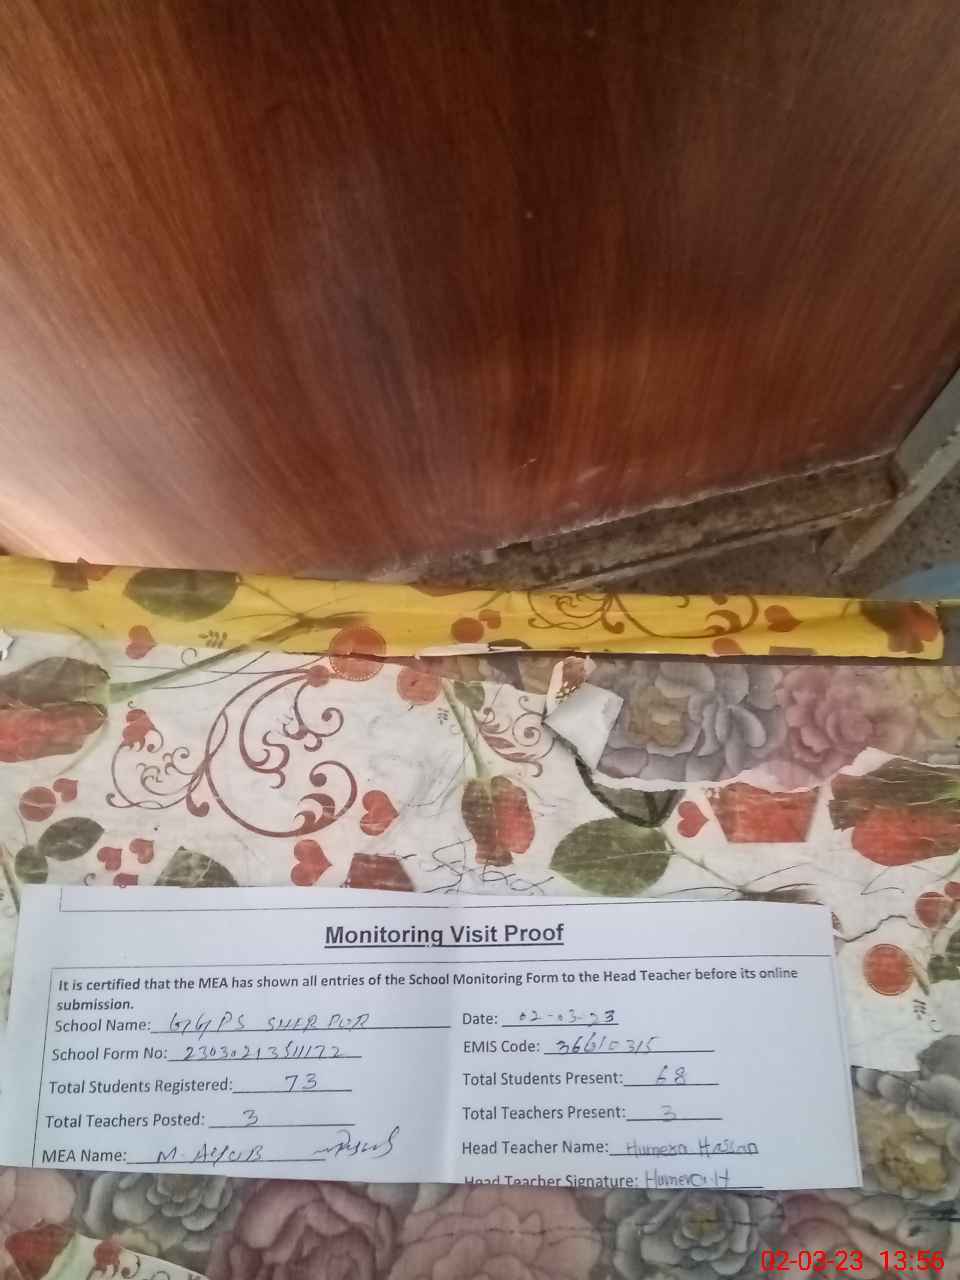 Monitoring Visit Proof
It is certified that the MEA has shown all entries of the School Monitoring Form to the Head Teacher before its online
submission.
School Name: GGPS SHER PUR
Date: 02-03-23
School Form No:
EMIS Code: 36610315
Total Students Registered: 73
Total Students Present: 68
Total Teachers Posted: 3
Total Teachers Present: 3
MEA Name: M. AYUB
Head Teacher Name: Humera Hassan
Head Teacher Signature: Humera.H
02-03-23 13:56